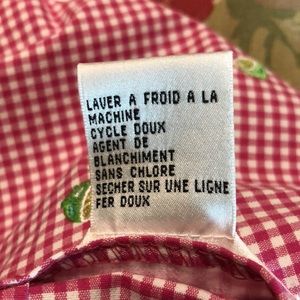 LAVER A FROID A LA
MACHINE
CYCLE DOUX
AGENT DE
BLANCHIMENT
SANS CHLORE
SECHER SUR UNE LIGNE
FER DOUX